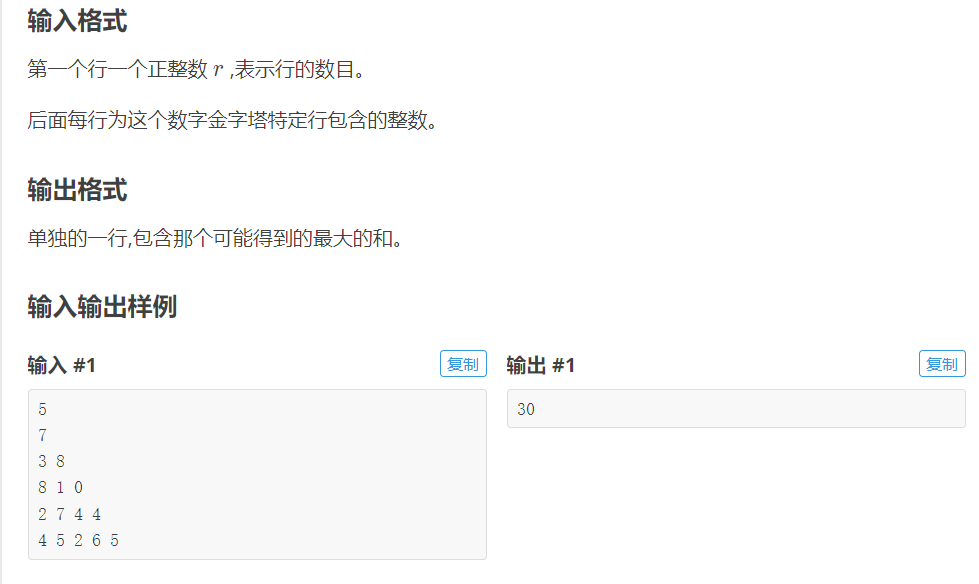 输入格式
第一个行一个正整数 r ,表示行的数目。
后面每行为这个数字金字塔特定行包含的整数。
输出格式
单独的一行,包含那个可能得到的最大的和。
输入输出样例
输入 #1
复制
5
7
3 8
8 1 0
2 7 4 4
4 5 2 6 5
输出 #1
复制
30